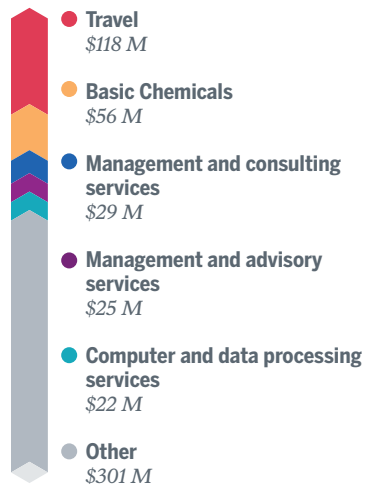 Travel
$118 M
Basic Chemicals
$56 M
Management and consulting
services
$29 M
Management and advisory
services
$25 M
Computer and data processing
services
$22 M
Other
$301 M